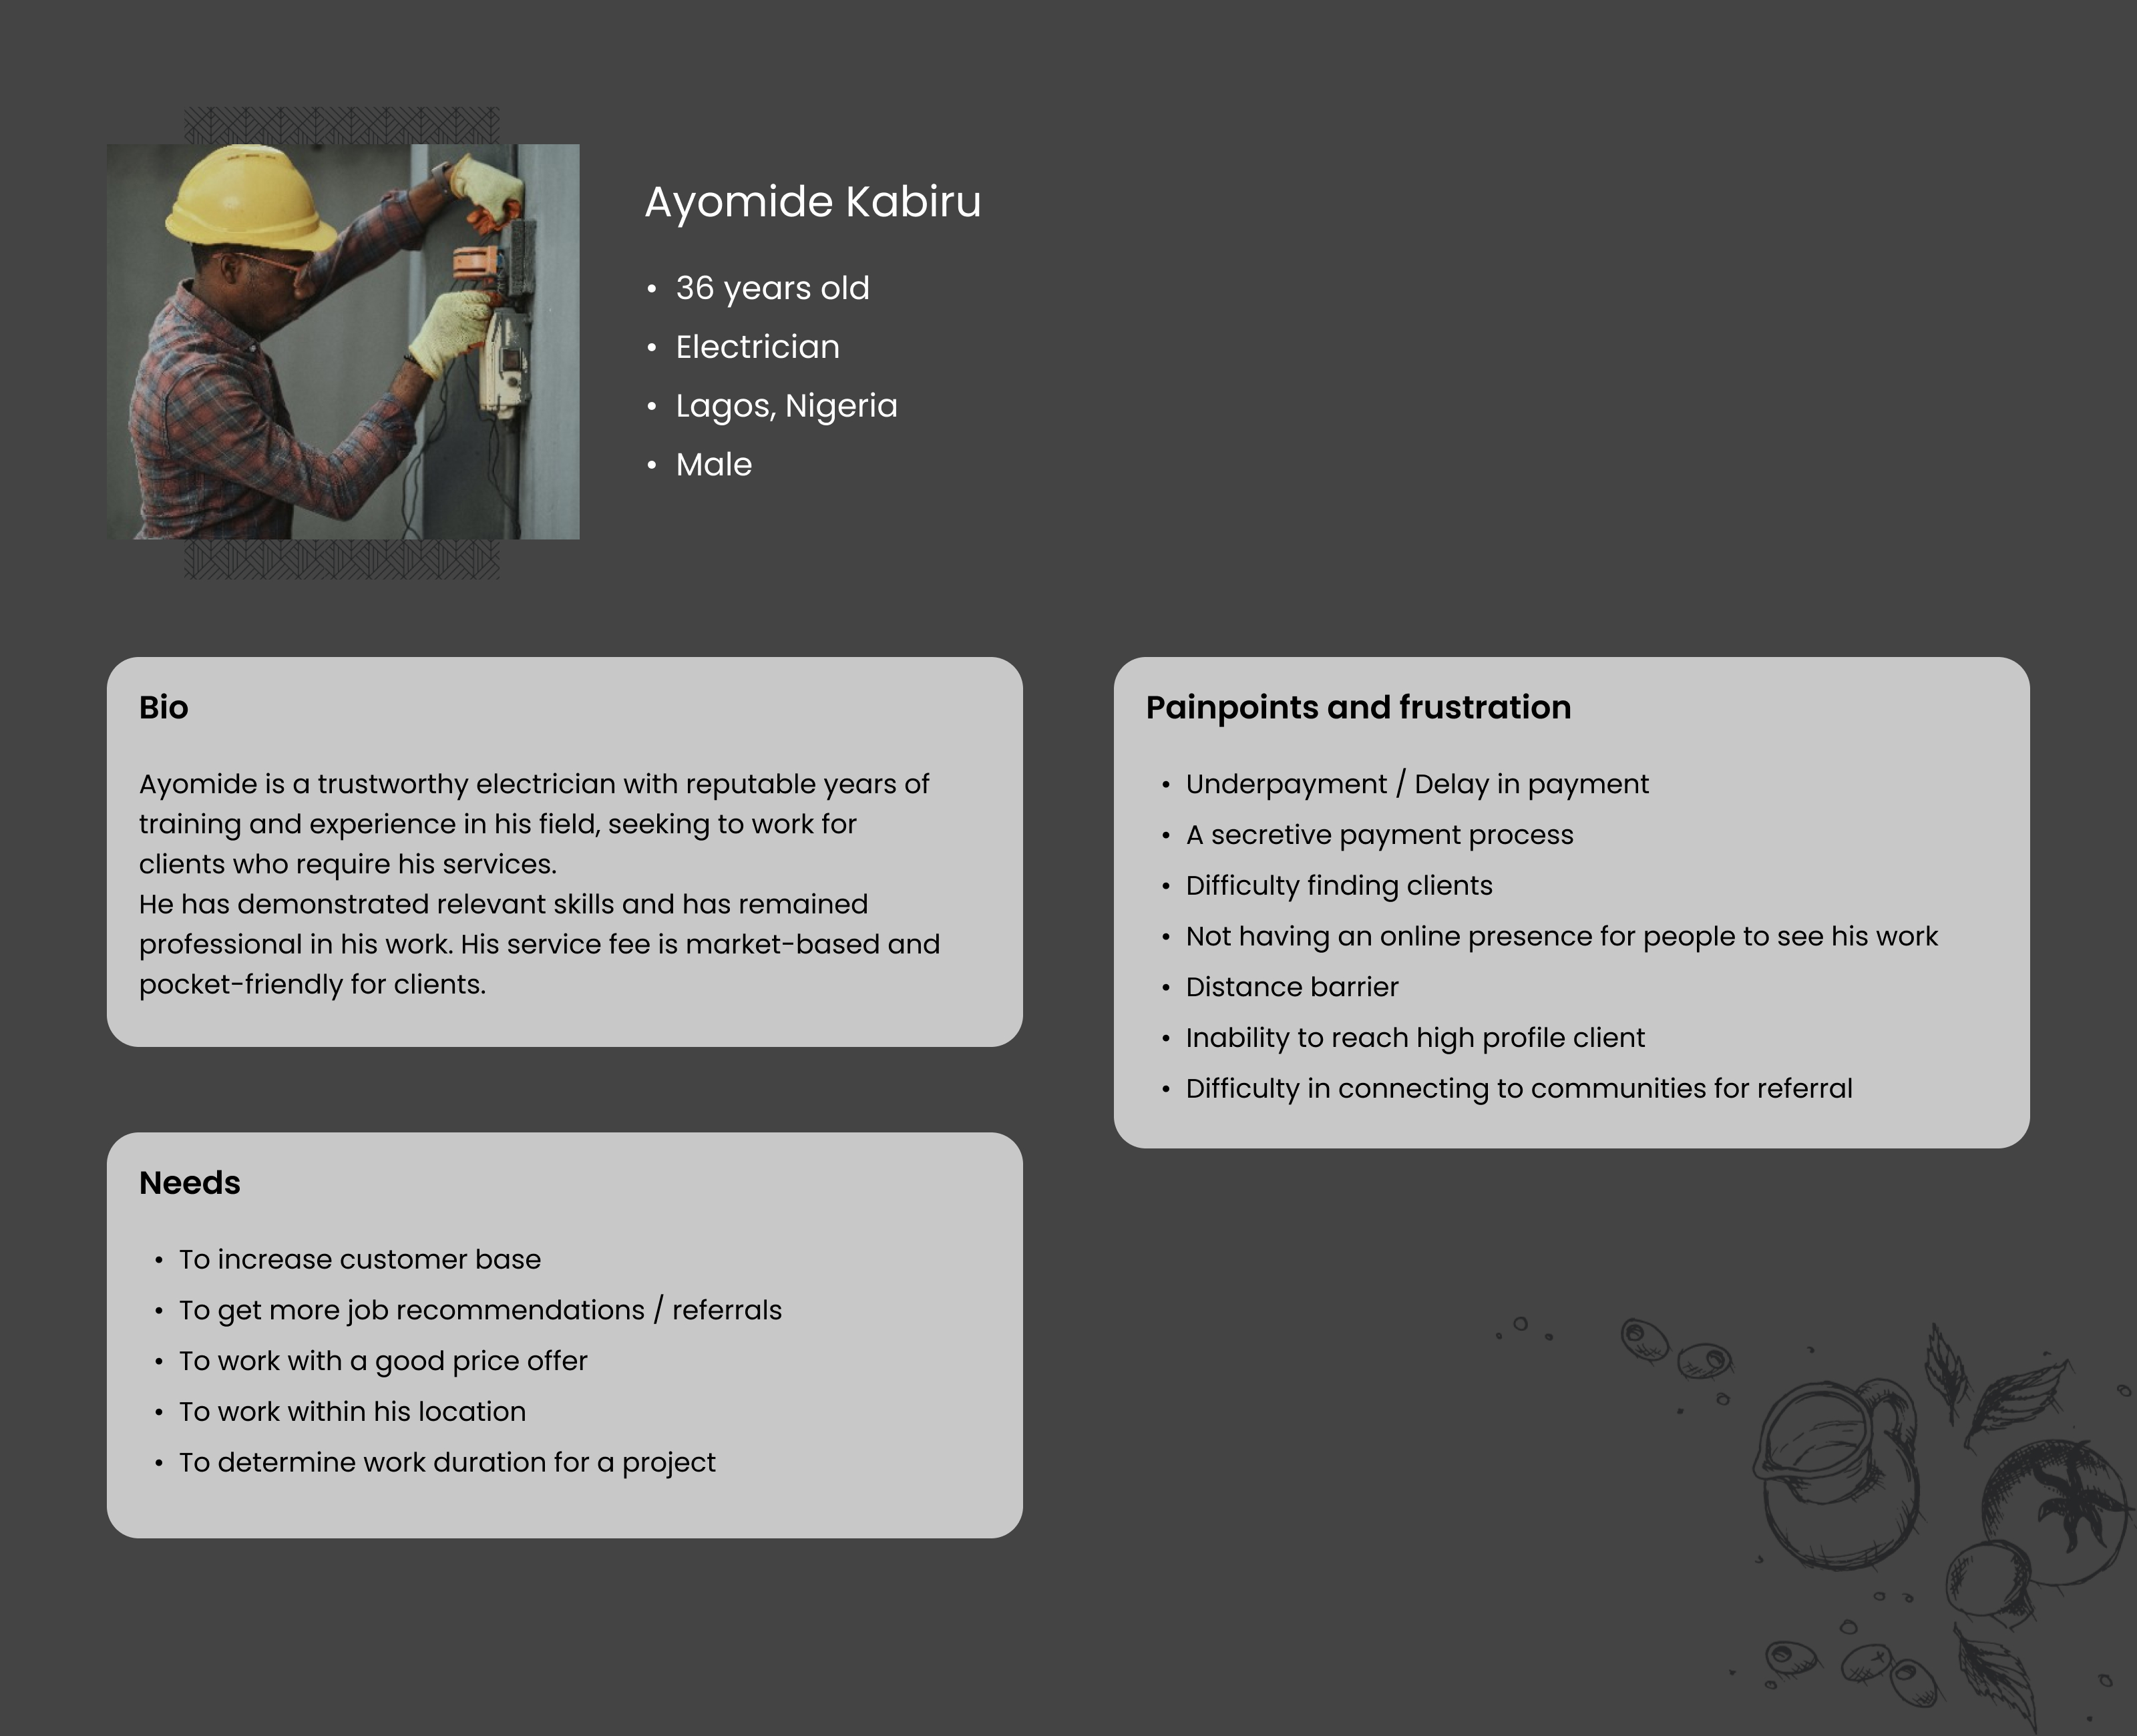 Ayomide Kabiru
• 36 years old
• Electrician
• Lagos, Nigeria
• Male
Bio
Ayomide is a trustworthy electrician with reputable years of
training and experience in his field, seeking to work for
clients who require his services.
He has demonstrated relevant skills and has remained
professional in his work. His service fee is market-based and
pocket-friendly for clients.
Needs
• To increase customer base
• To get more job recommendations / referrals
• To work with a good price offer
• To work within his location
• To determine work duration for a project
Painpoints and frustration
• Underpayment / Delay in payment
• A secretive payment process
• Difficulty finding clients
• Not having an online presence for people to see his work
• Distance barrier
• Inability to reach high profile client
• Difficulty in connecting to communities for referral